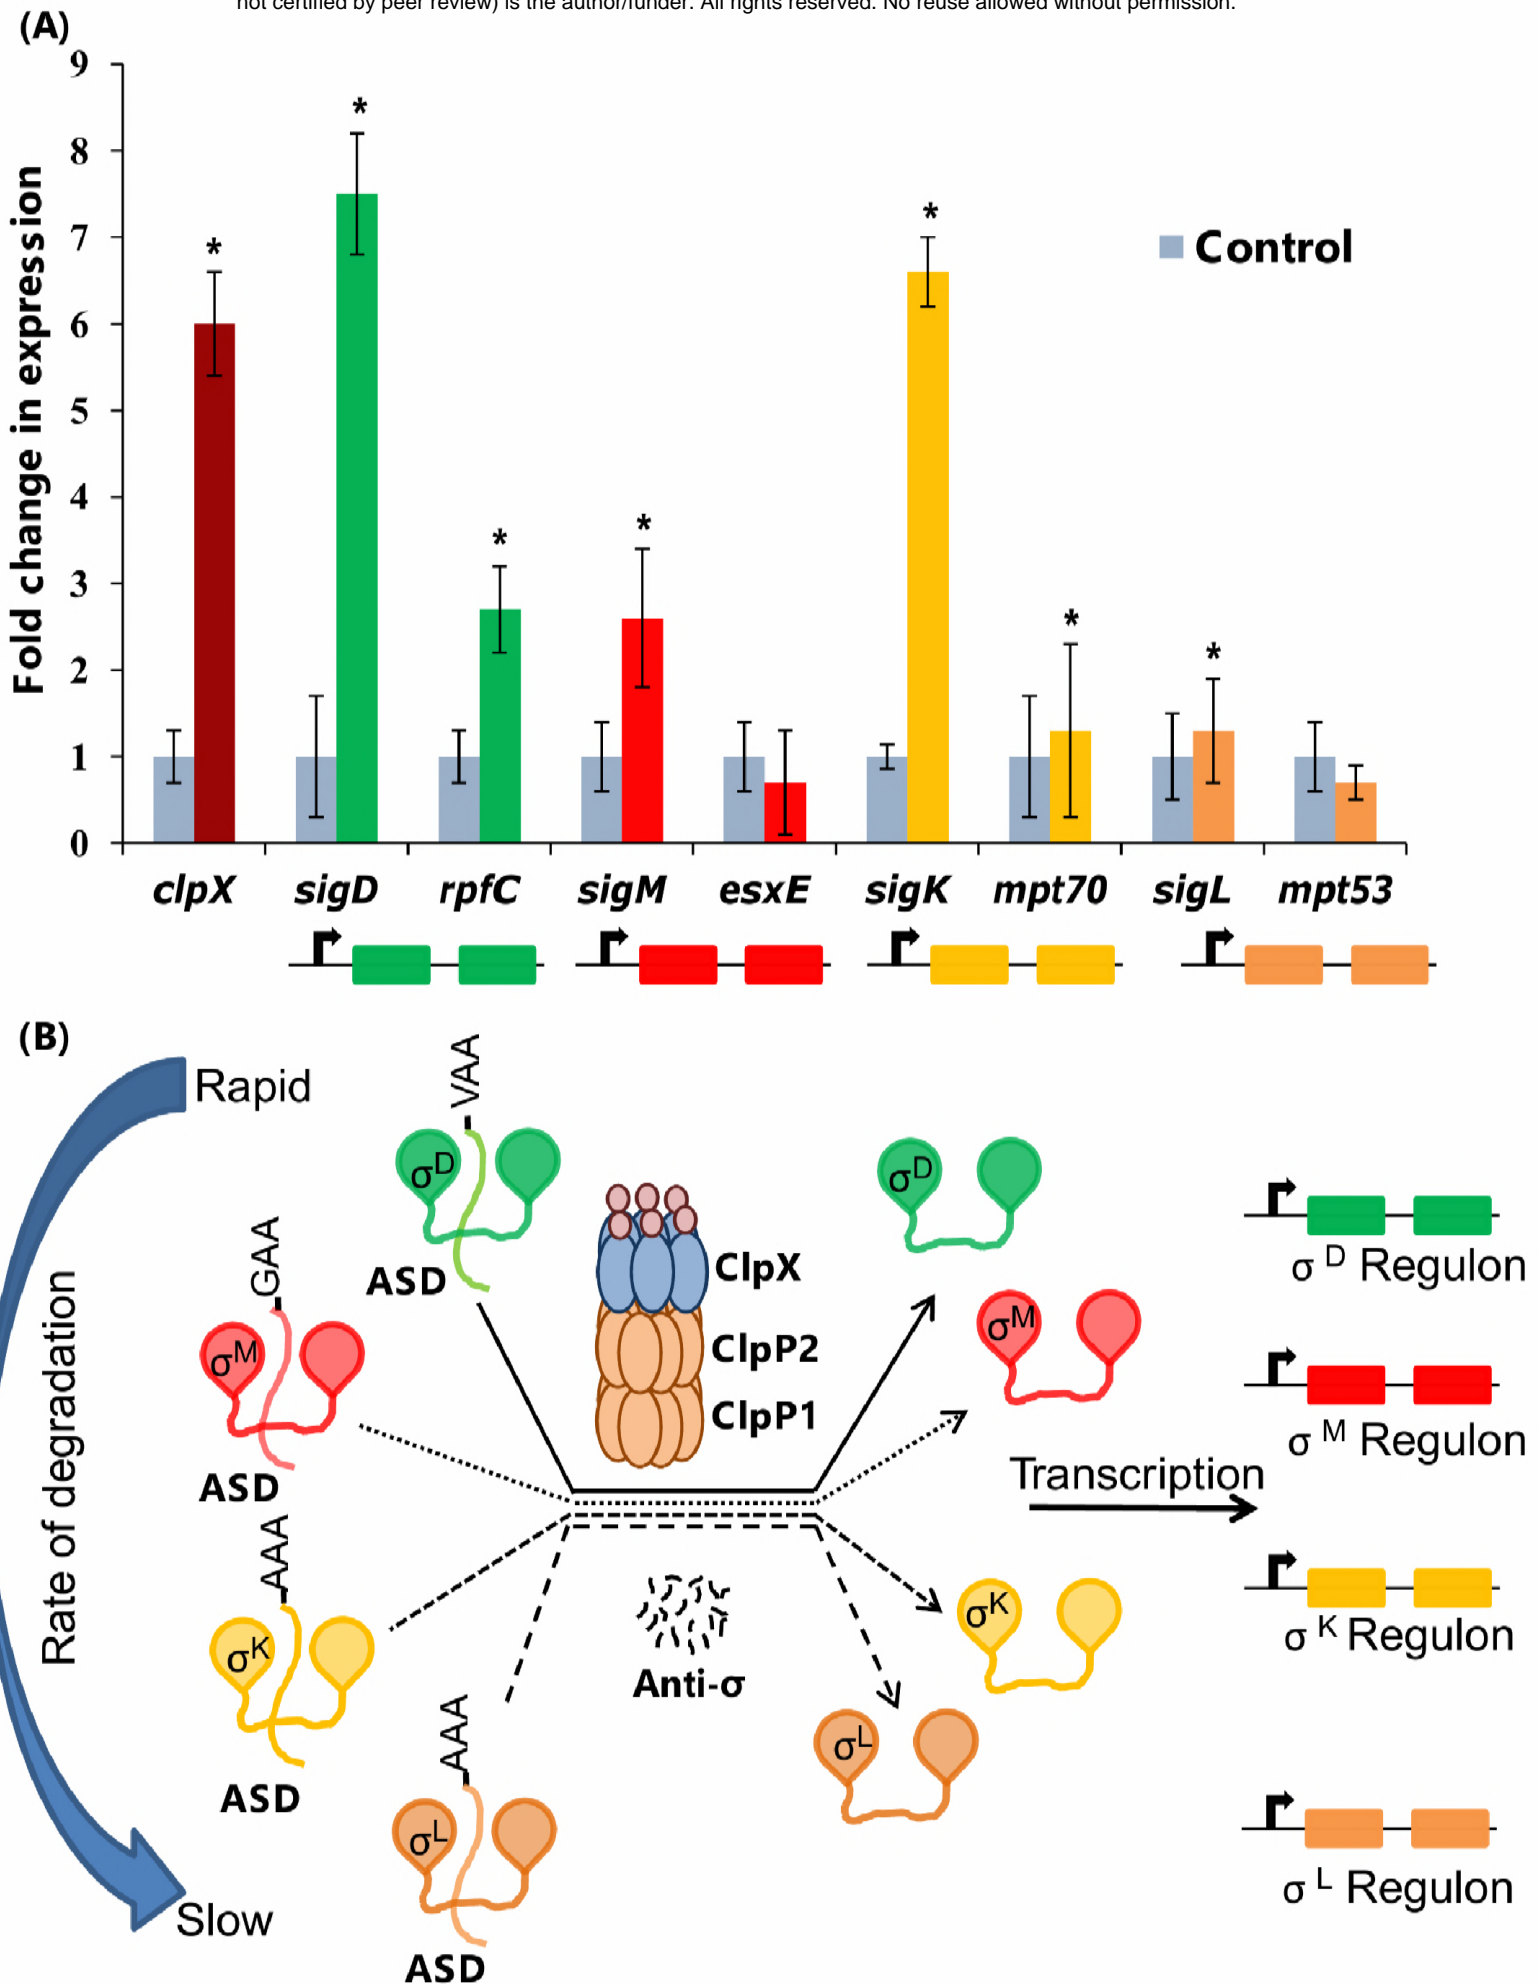 not certified by peer review) is the author/funder. All rights reserved. No reuse allowed without permission.
(A)
Fold change in expression
9
*
8
*
7
*
Control
6
5
4
*
*
3
*
*
2
1
0
clpX sigD rpfC sigM esxE sigK mpt70 sigL mpt53
(B)
Rapid
Rate of degradation
Slow
VAA
σD
ASD
GAA
σM
ASD
AAA
σK
ASD
AAA
σL
ASD
ClpX
ClpP2
ClpP1
Anti-σ
σD
σM
Transcription
σK
σL
σ D Regulon
σ M Regulon
σ K Regulon
σ L Regulon